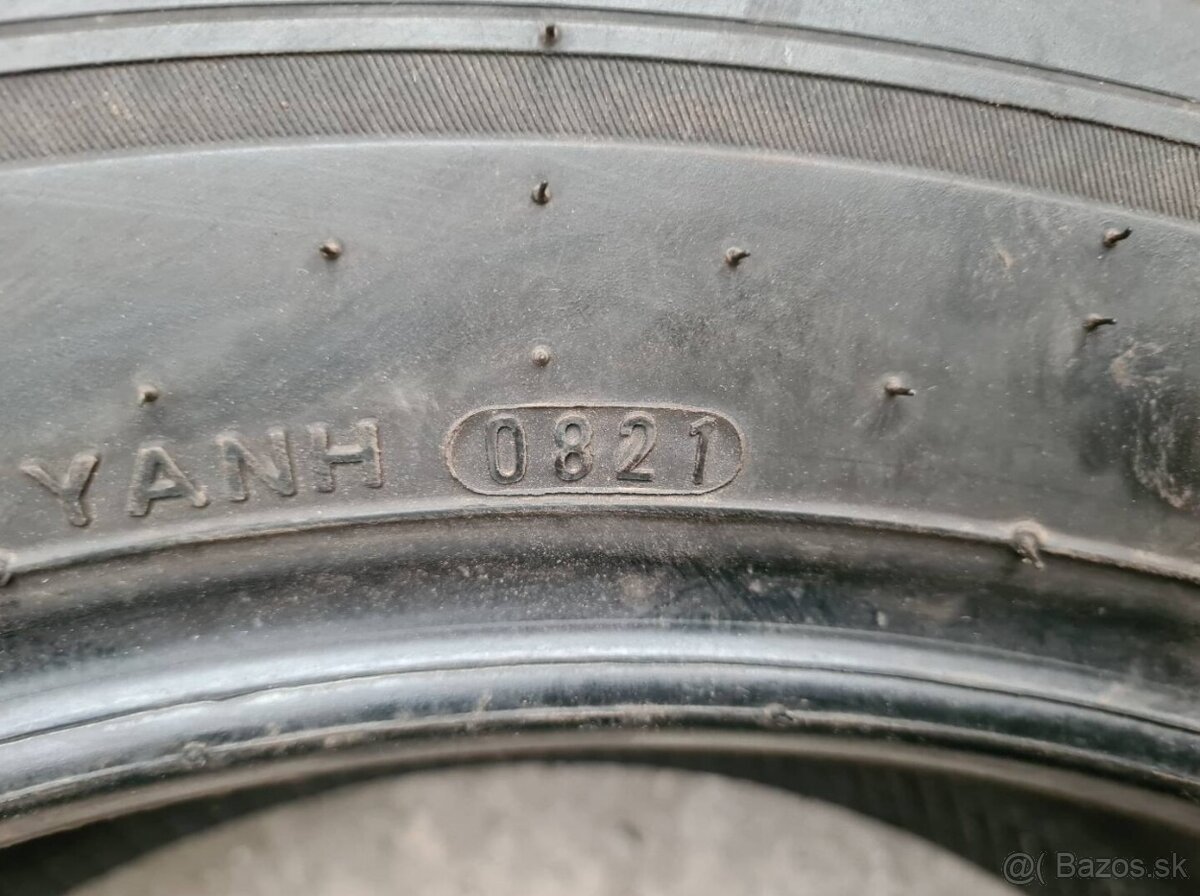 YANH 0821
@( Bazos.sk